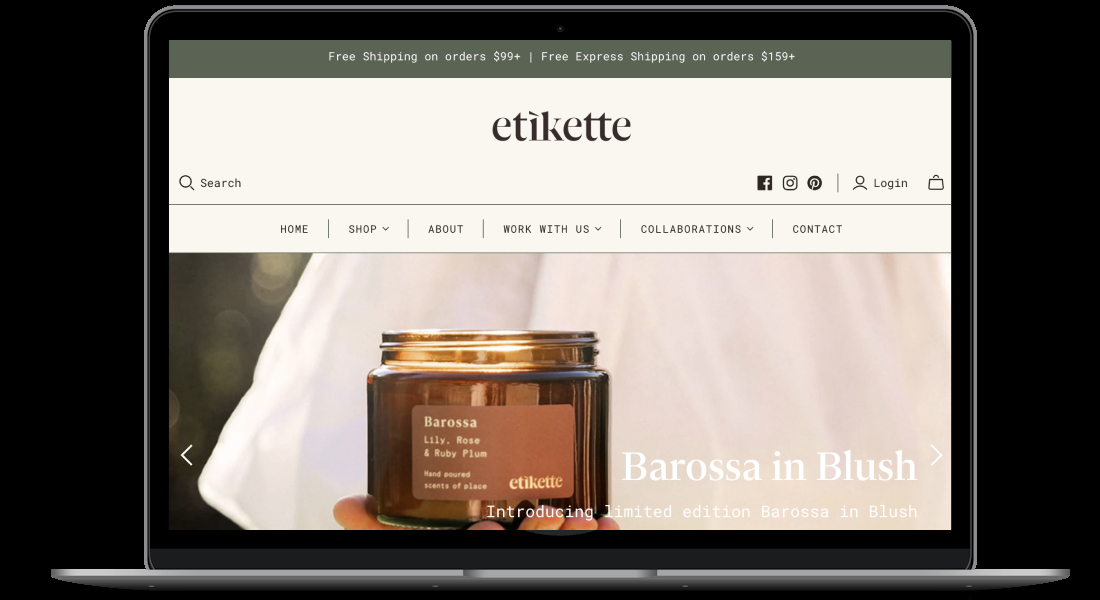 Free Shipping on orders $99+ | Free Express Shipping on orders $159+
etikette
Search
Login
HOME
SHOP
ABOUT
WORK WITH US
COLLABORATIONS
CONTACT
Barossa
Lily, Rose
& Ruby Plum
Hand poured
scents of place
etikette
Barossa in Blush
Introducing limited edition Barossa in Blush